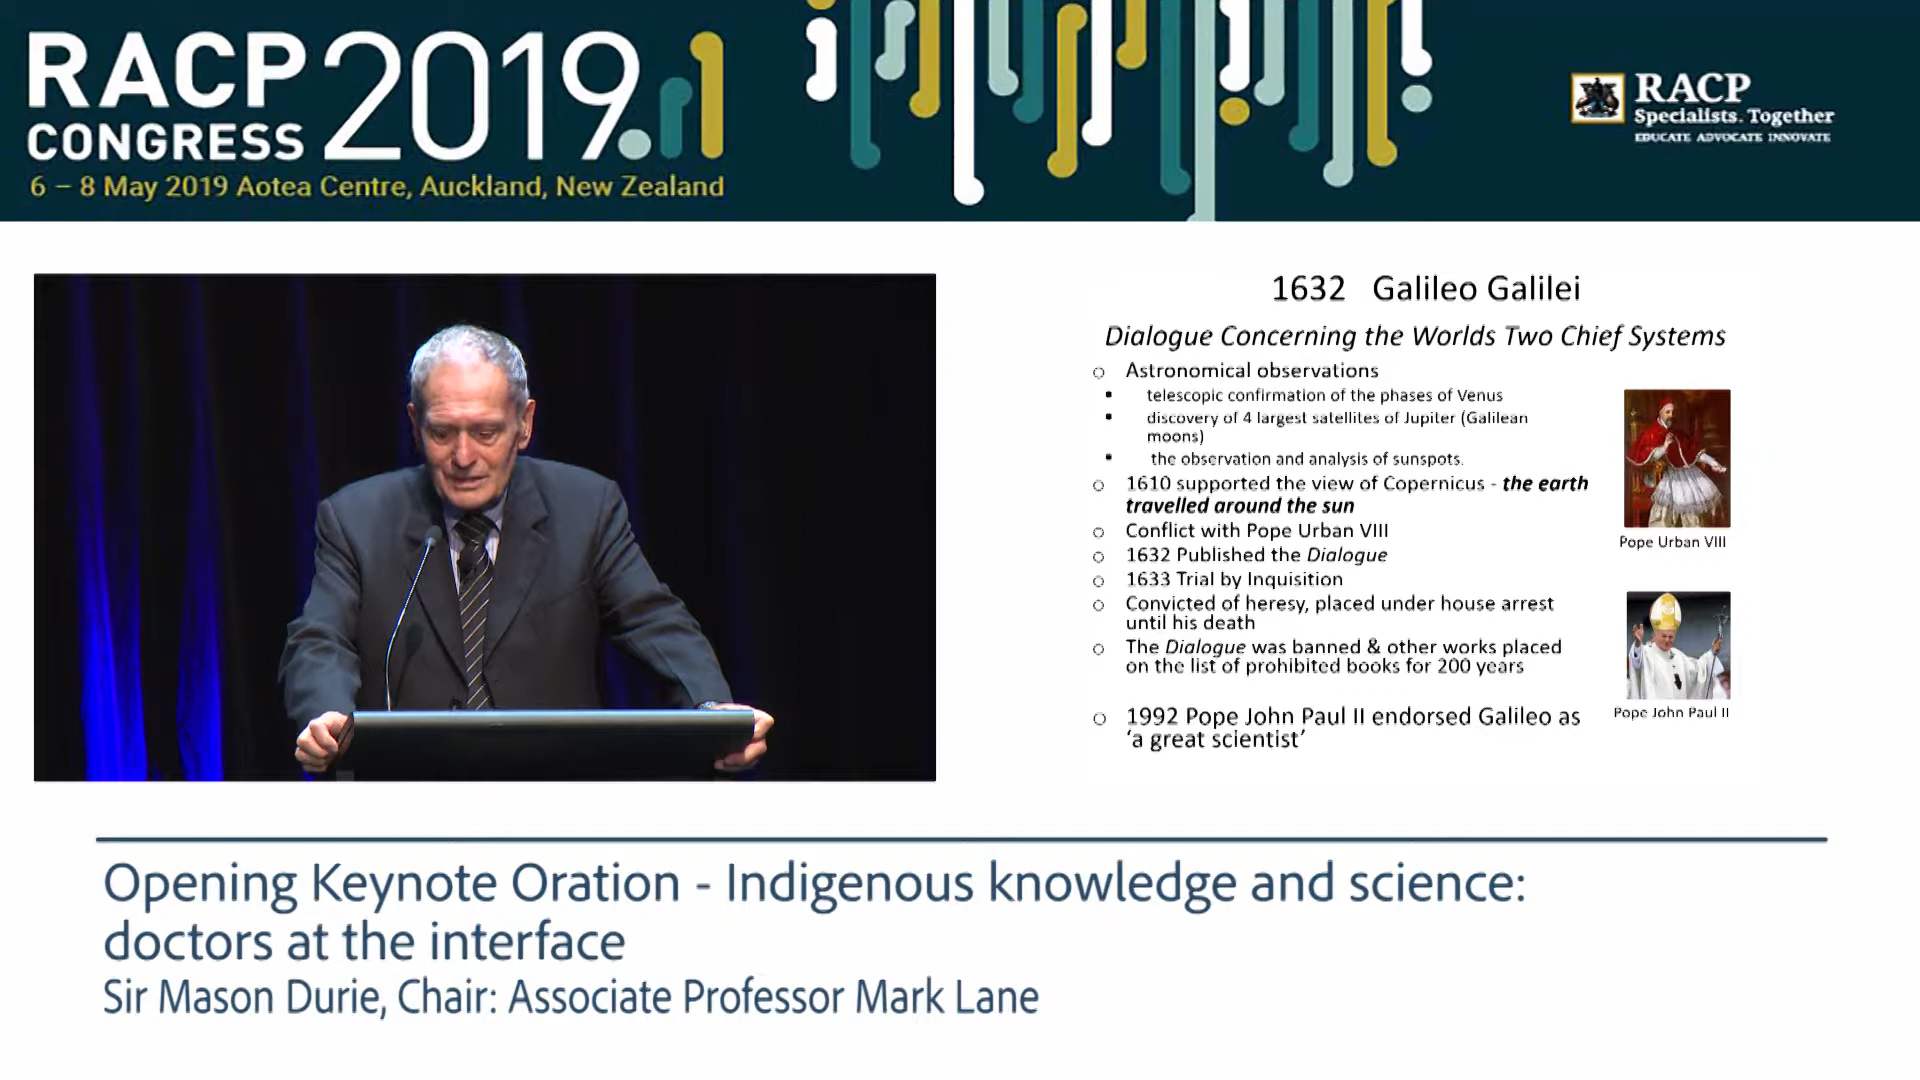 RACP
CONGRESS
2019
6 – 8 May 2019 Aotea Centre, Auckland, New Zealand
RACP
Specialists. Together
EDUCATE ADVOCATE INNOVATE
1632 Galileo Galilei
Dialogue Concerning the Worlds Two Chief Systems
o Astronomical observations
▪ telescopic confirmation of the phases of Venus
▪ discovery of 4 largest satellites of Jupiter (Galilean
moons)
▪ the observation and analysis of sunspots.
o 1610 supported the view of Copernicus - the earth
travelled around the sun
o Conflict with Pope Urban VIII
o 1632 Published the Dialogue
o 1633 Trial by Inquisition
o Convicted of heresy, placed under house arrest
until his death
o The Dialogue was banned & other works placed
on the list of prohibited books for 200 years
o 1992 Pope John Paul II endorsed Galileo as
‘a great scientist’
Pope Urban VIII
Pope John Paul II
Opening Keynote Oration - Indigenous knowledge and science:
doctors at the interface
Sir Mason Durie, Chair: Associate Professor Mark Lane